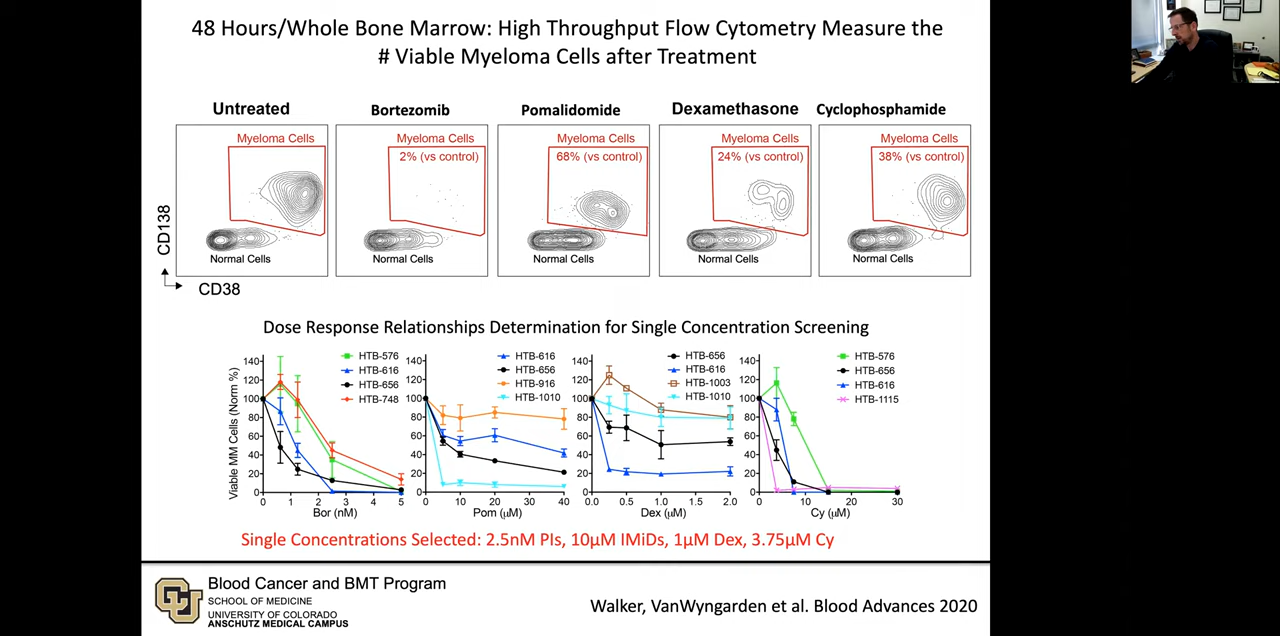 48 Hours/Whole Bone Marrow: High Throughput Flow Cytometry Measure the
# Viable Myeloma Cells after Treatment
Untreated
Bortezomib
Pomalidomide
Dexamethasone
Cyclophosphamide
Myeloma Cells
Myeloma Cells
2% (vs control)
Myeloma Cells
68% (vs control)
Myeloma Cells
24% (vs control)
Myeloma Cells
38% (vs control)
CD138
Normal Cells
Normal Cells
Normal Cells
Normal Cells
Normal Cells
CD38
Dose Response Relationships Determination for Single Concentration Screening
Viable MM Cells (Norm %)
140
120
100
80
60
40
20
0
HTB-576
HTB-616
HTB-656
HTB-748
0 1 2 3 4 5
Bor (nM)
140
120
100
80
60
40
20
0
HTB-616
HTB-656
HTB-916
HTB-1010
0 10 20 30 40
Pom (µM)
140
120
100
80
60
40
20
0
HTB-656
HTB-616
HTB-1003
HTB-1010
0.0 0.5 1.0 1.5 2.0
Dex (µM)
140
120
100
80
60
40
20
0
HTB-576
HTB-656
HTB-616
HTB-1115
0 10 20 30
Cy (µM)
Single Concentrations Selected: 2.5nM PIs, 10µM IMiDs, 1µM Dex, 3.75µM Cy
CU
Blood Cancer and BMT Program
SCHOOL OF MEDICINE
UNIVERSITY OF COLORADO
ANSCHUTZ MEDICAL CAMPUS
Walker, VanWyngarden et al. Blood Advances 2020